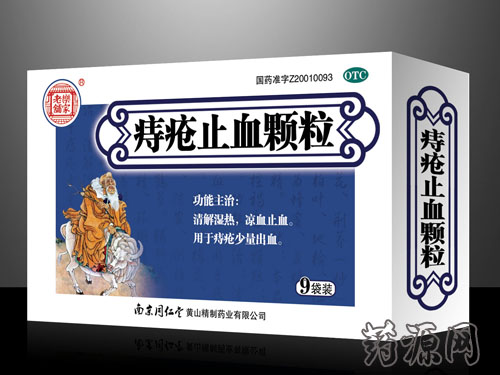 ®
国药准字Z20010093
OTC
痔疮止血颗粒
功能主治：
清解湿热，凉血止血。
用于痔疮少量出血。
9袋装
南京同仁堂黄山精制药业有限公司
痔疮止血颗粒
药源网